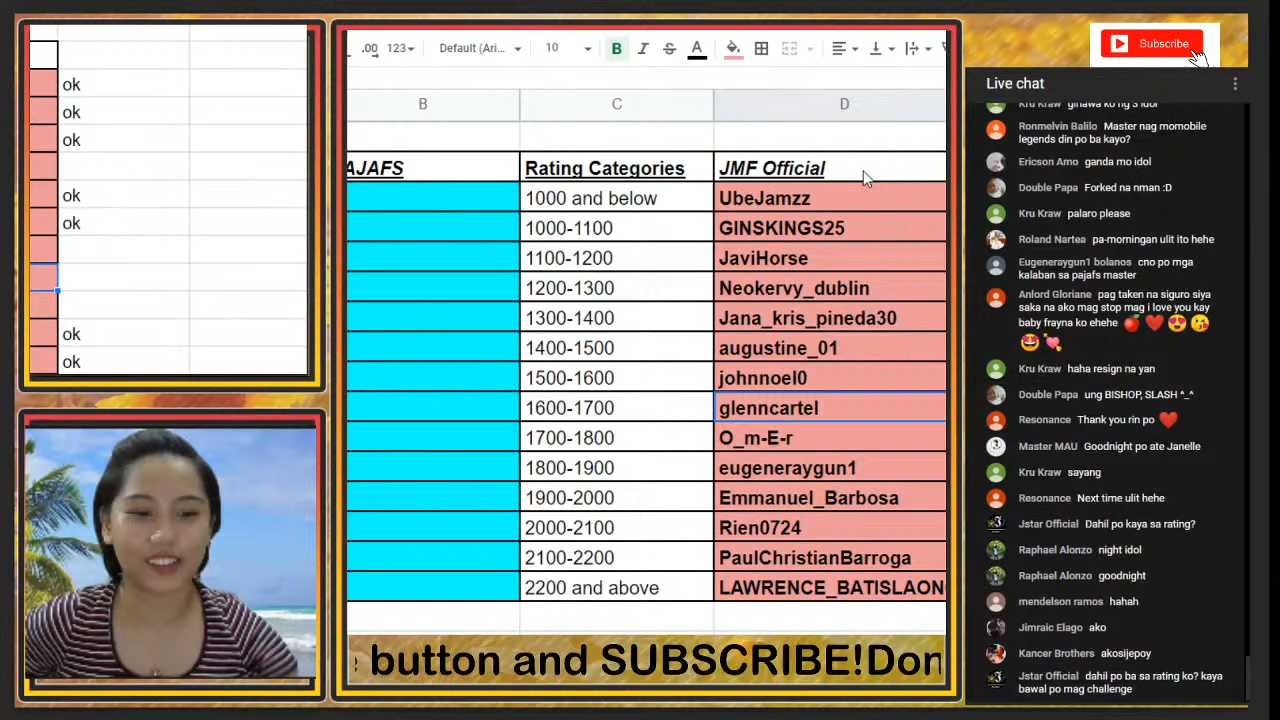 ok
ok
ok
ok
ok
ok
ok
.00 123 Default (Ari... 10 B I S A
B C D
AJAFS Rating Categories JMF Official
1000 and below UbeJamzz
1000-1100 GINSKINGS25
1100-1200 JaviHorse
1200-1300 Neokervy_dublin
1300-1400 Jana_kris_pineda30
1400-1500 augustine_01
1500-1600 johnnoel0
1600-1700 glenncartel
1700-1800 O_m-E-r
1800-1900 eugeneraygun1
1900-2000 Emmanuel_Barbosa
2000-2100 Rien0724
2100-2200 PaulChristianBarroga
2200 and above LAWRENCE_BATISLAON
button and SUBSCRIBE!Don
Subscribe
Live chat
Kru Kraw ginawa ko ng 3 idol
Ronmelvin Balilo Master nag momobile
legends din po ba kayo?
Ericson Amo ganda mo idol
Double Papa Forked na nman :D
Kru Kraw palaro please
Roland Nartea pa-morningan ulit ito hehe
Eugeneraygun1 bolanos cno po mga
kalaban sa pajafs master
Anlord Gloriane pag taken na siguro siya
saka na ako mag stop mag i love you kay
baby frayna ko ehehe 🍎❤️😍😘
🤩💘
Kru Kraw haha resign na yan
Double Papa ung BISHOP, SLASH ^_^
Resonance Thank you rin po ❤️
Master MAU Goodnight po ate Janelle
Kru Kraw sayang
Resonance Next time ulit hehe
Jstar Official Dahil po kaya sa rating?
Raphael Alonzo night idol
Raphael Alonzo goodnight
mendelson ramos hahah
Jimraic Elago ako
Kancer Brothers akosijepoy
Jstar Official dahil po ba sa rating ko? kaya
bawal po mag challenge